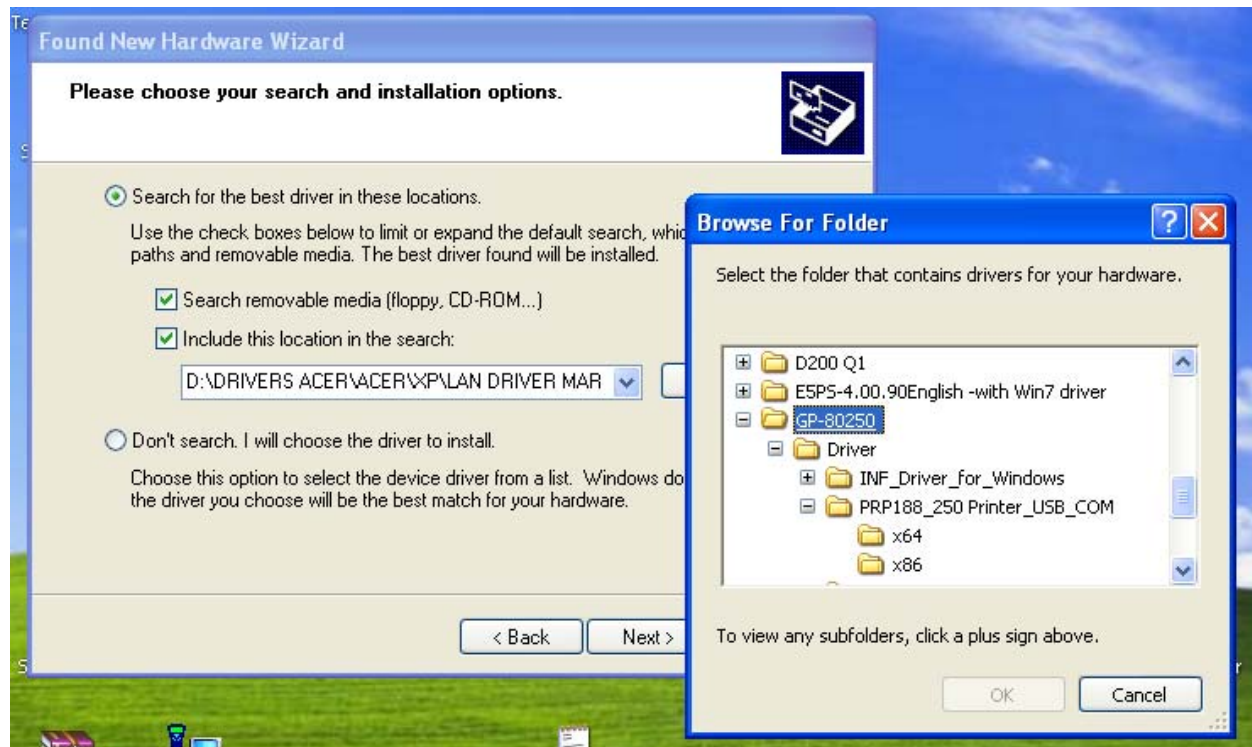 Te
Found New Hardware Wizard
Please choose your search and installation options.
Search for the best driver in these locations.
Use the check boxes below to limit or expand the default search, whic
paths and removable media. The best driver found will be installed.
Search removable media (floppy, CD-ROM...)
Include this location in the search:
D:\DRIVERS ACER\ACER\XP\LAN DRIVER MAR
Don't search. I will choose the driver to install.
Choose this option to select the device driver from a list. Windows do
the driver you choose will be the best match for your hardware.
< Back
Next >
Browse For Folder
Select the folder that contains drivers for your hardware.
D200 Q1
E5PS-4.00.90English -with Win7 driver
GP-80250
Driver
INF_Driver_for_Windows
PRP188_250 Printer_USB_COM
x64
x86
To view any subfolders, click a plus sign above.
OK
Cancel